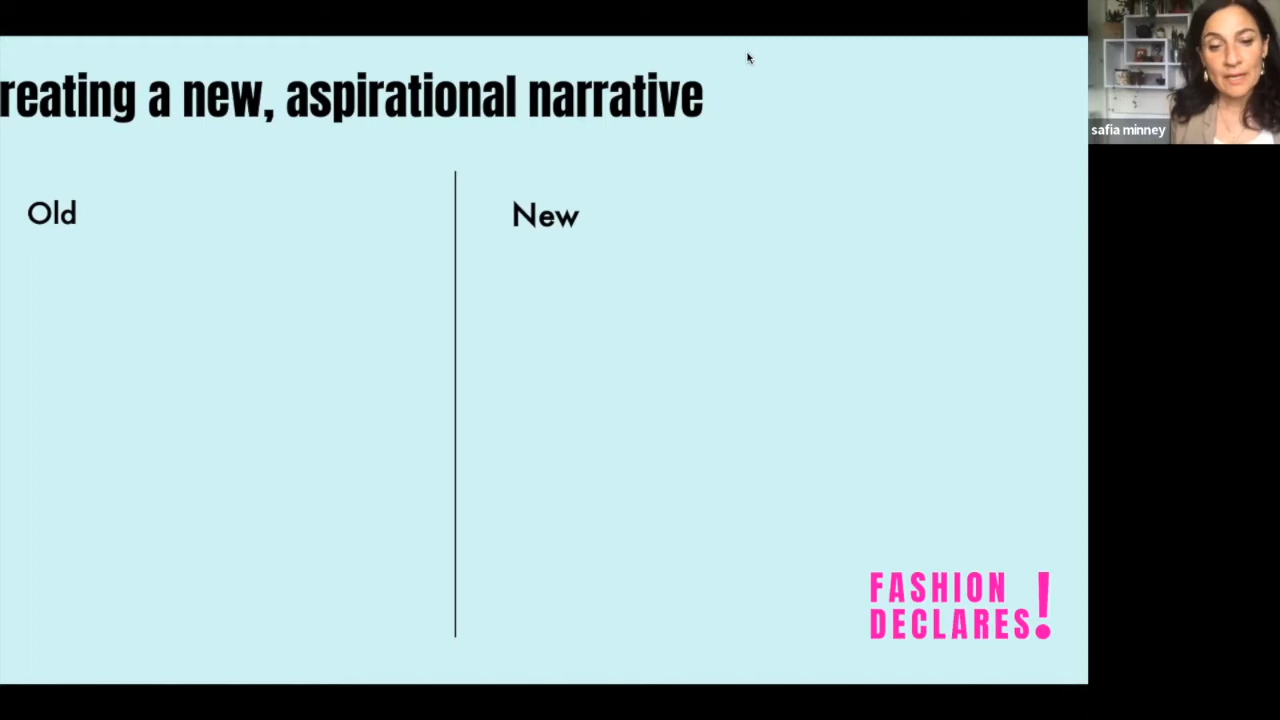 reating a new, aspirational narrative
Old
New
FASHION
DECLARES!
safia minney